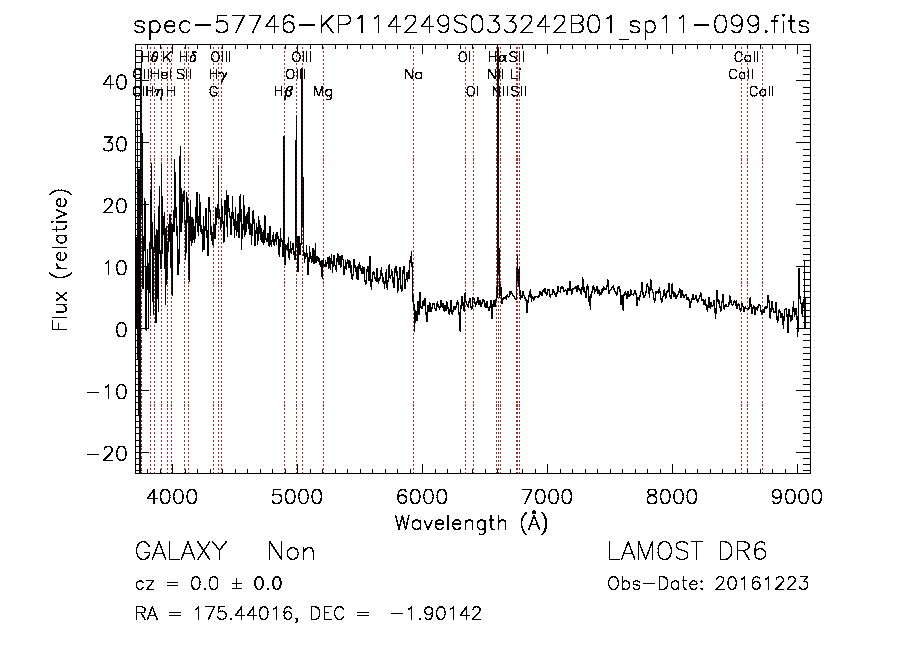 spec-57746-KP114249S033242B01_sp11-099.fits
Hθ K Hδ OIII OIII OI Hα SII CaII
OII HeI SII Hγ OIII Na NII Li CaII
OII Hη H G Hβ Mg OI NII SII CaII
40
30
20
10
0
-10
-20
Flux (relative)
4000 5000 6000 7000 8000 9000
Wavelength (Å)
GALAXY Non LAMOST DR6
cz = 0.0 ± 0.0 Obs-Date: 20161223
RA = 175.44016, DEC = -1.90142